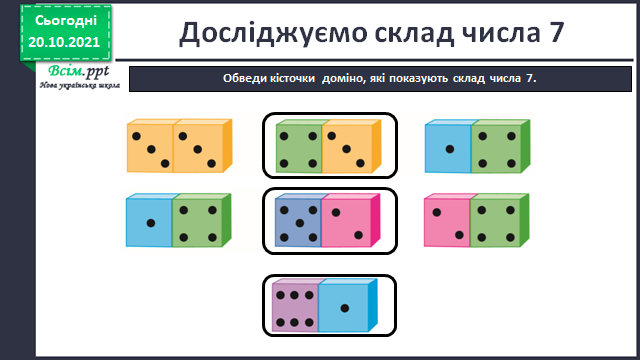 Сьогодні
20.10.2021
Всім.ppt
Нова українська школа
Досліджуємо склад числа 7
Обведи кісточки доміно, які показують склад числа 7.